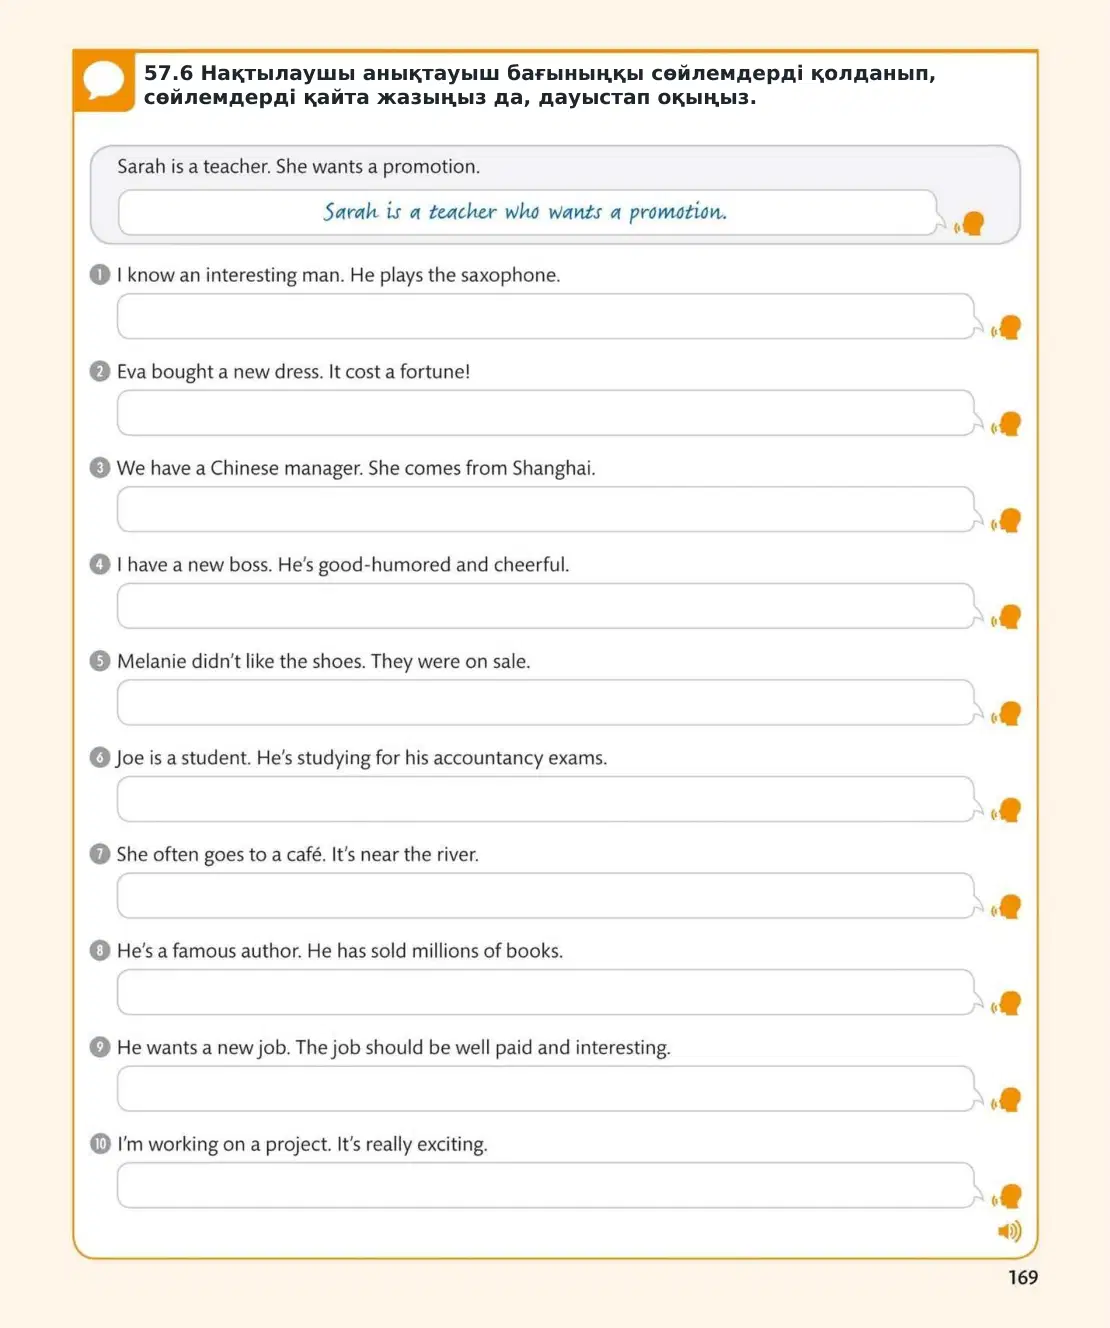 57.6 Нақтылаушы анықтауыш бағыныңқы сөйлемдерді қолданып,
сөйлемдерді қайта жазыңыз да, дауыстап оқыңыз.
Sarah is a teacher. She wants a promotion.
Sarah is a teacher who wants a promotion.
1 I know an interesting man. He plays the saxophone.
2 Eva bought a new dress. It cost a fortune!
3 We have a Chinese manager. She comes from Shanghai.
4 I have a new boss. He’s good-humored and cheerful.
5 Melanie didn’t like the shoes. They were on sale.
6 Joe is a student. He’s studying for his accountancy exams.
7 She often goes to a café. It’s near the river.
8 He’s a famous author. He has sold millions of books.
9 He wants a new job. The job should be well paid and interesting.
10 I’m working on a project. It’s really exciting.
169